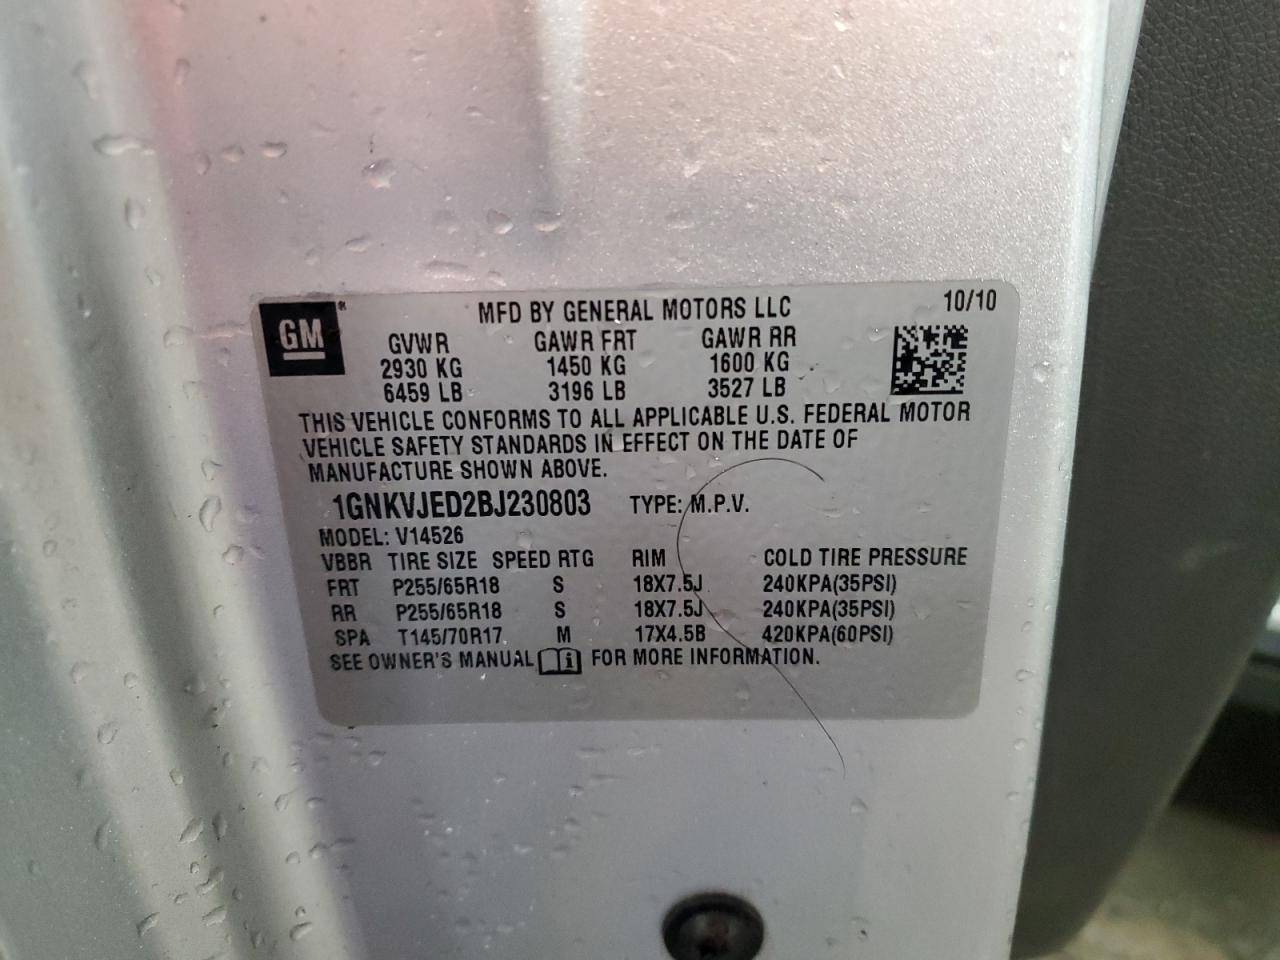 GM ® MFD BY GENERAL MOTORS LLC 10/10
GVWR GAWR FRT GAWR RR
2930 KG 1450 KG 1600 KG
6459 LB 3196 LB 3527 LB
THIS VEHICLE CONFORMS TO ALL APPLICABLE U.S. FEDERAL MOTOR
VEHICLE SAFETY STANDARDS IN EFFECT ON THE DATE OF
MANUFACTURE SHOWN ABOVE.
1GNKVJED2BJ230803 TYPE: M.P.V.
MODEL: V14526
VBBR TIRE SIZE SPEED RTG RIM COLD TIRE PRESSURE
FRT P255/65R18 S 18X7.5J 240KPA(35PSI)
RR P255/65R18 S 18X7.5J 240KPA(35PSI)
SPA T145/70R17 M 17X4.5B 420KPA(60PSI)
SEE OWNER'S MANUAL i FOR MORE INFORMATION.